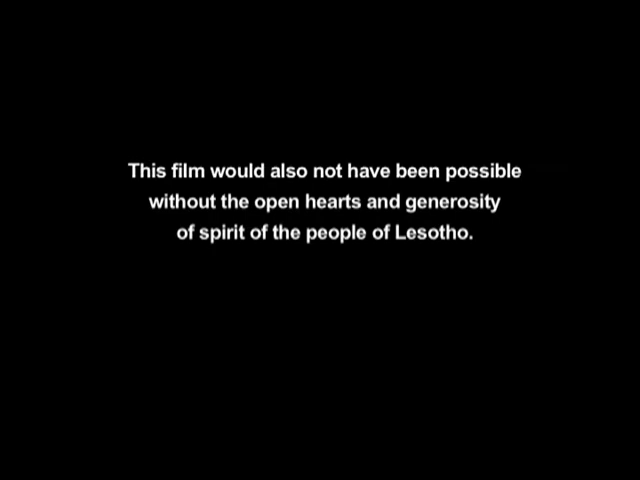 This film would also not have been possible
without the open hearts and generosity
of spirit of the people of Lesotho.